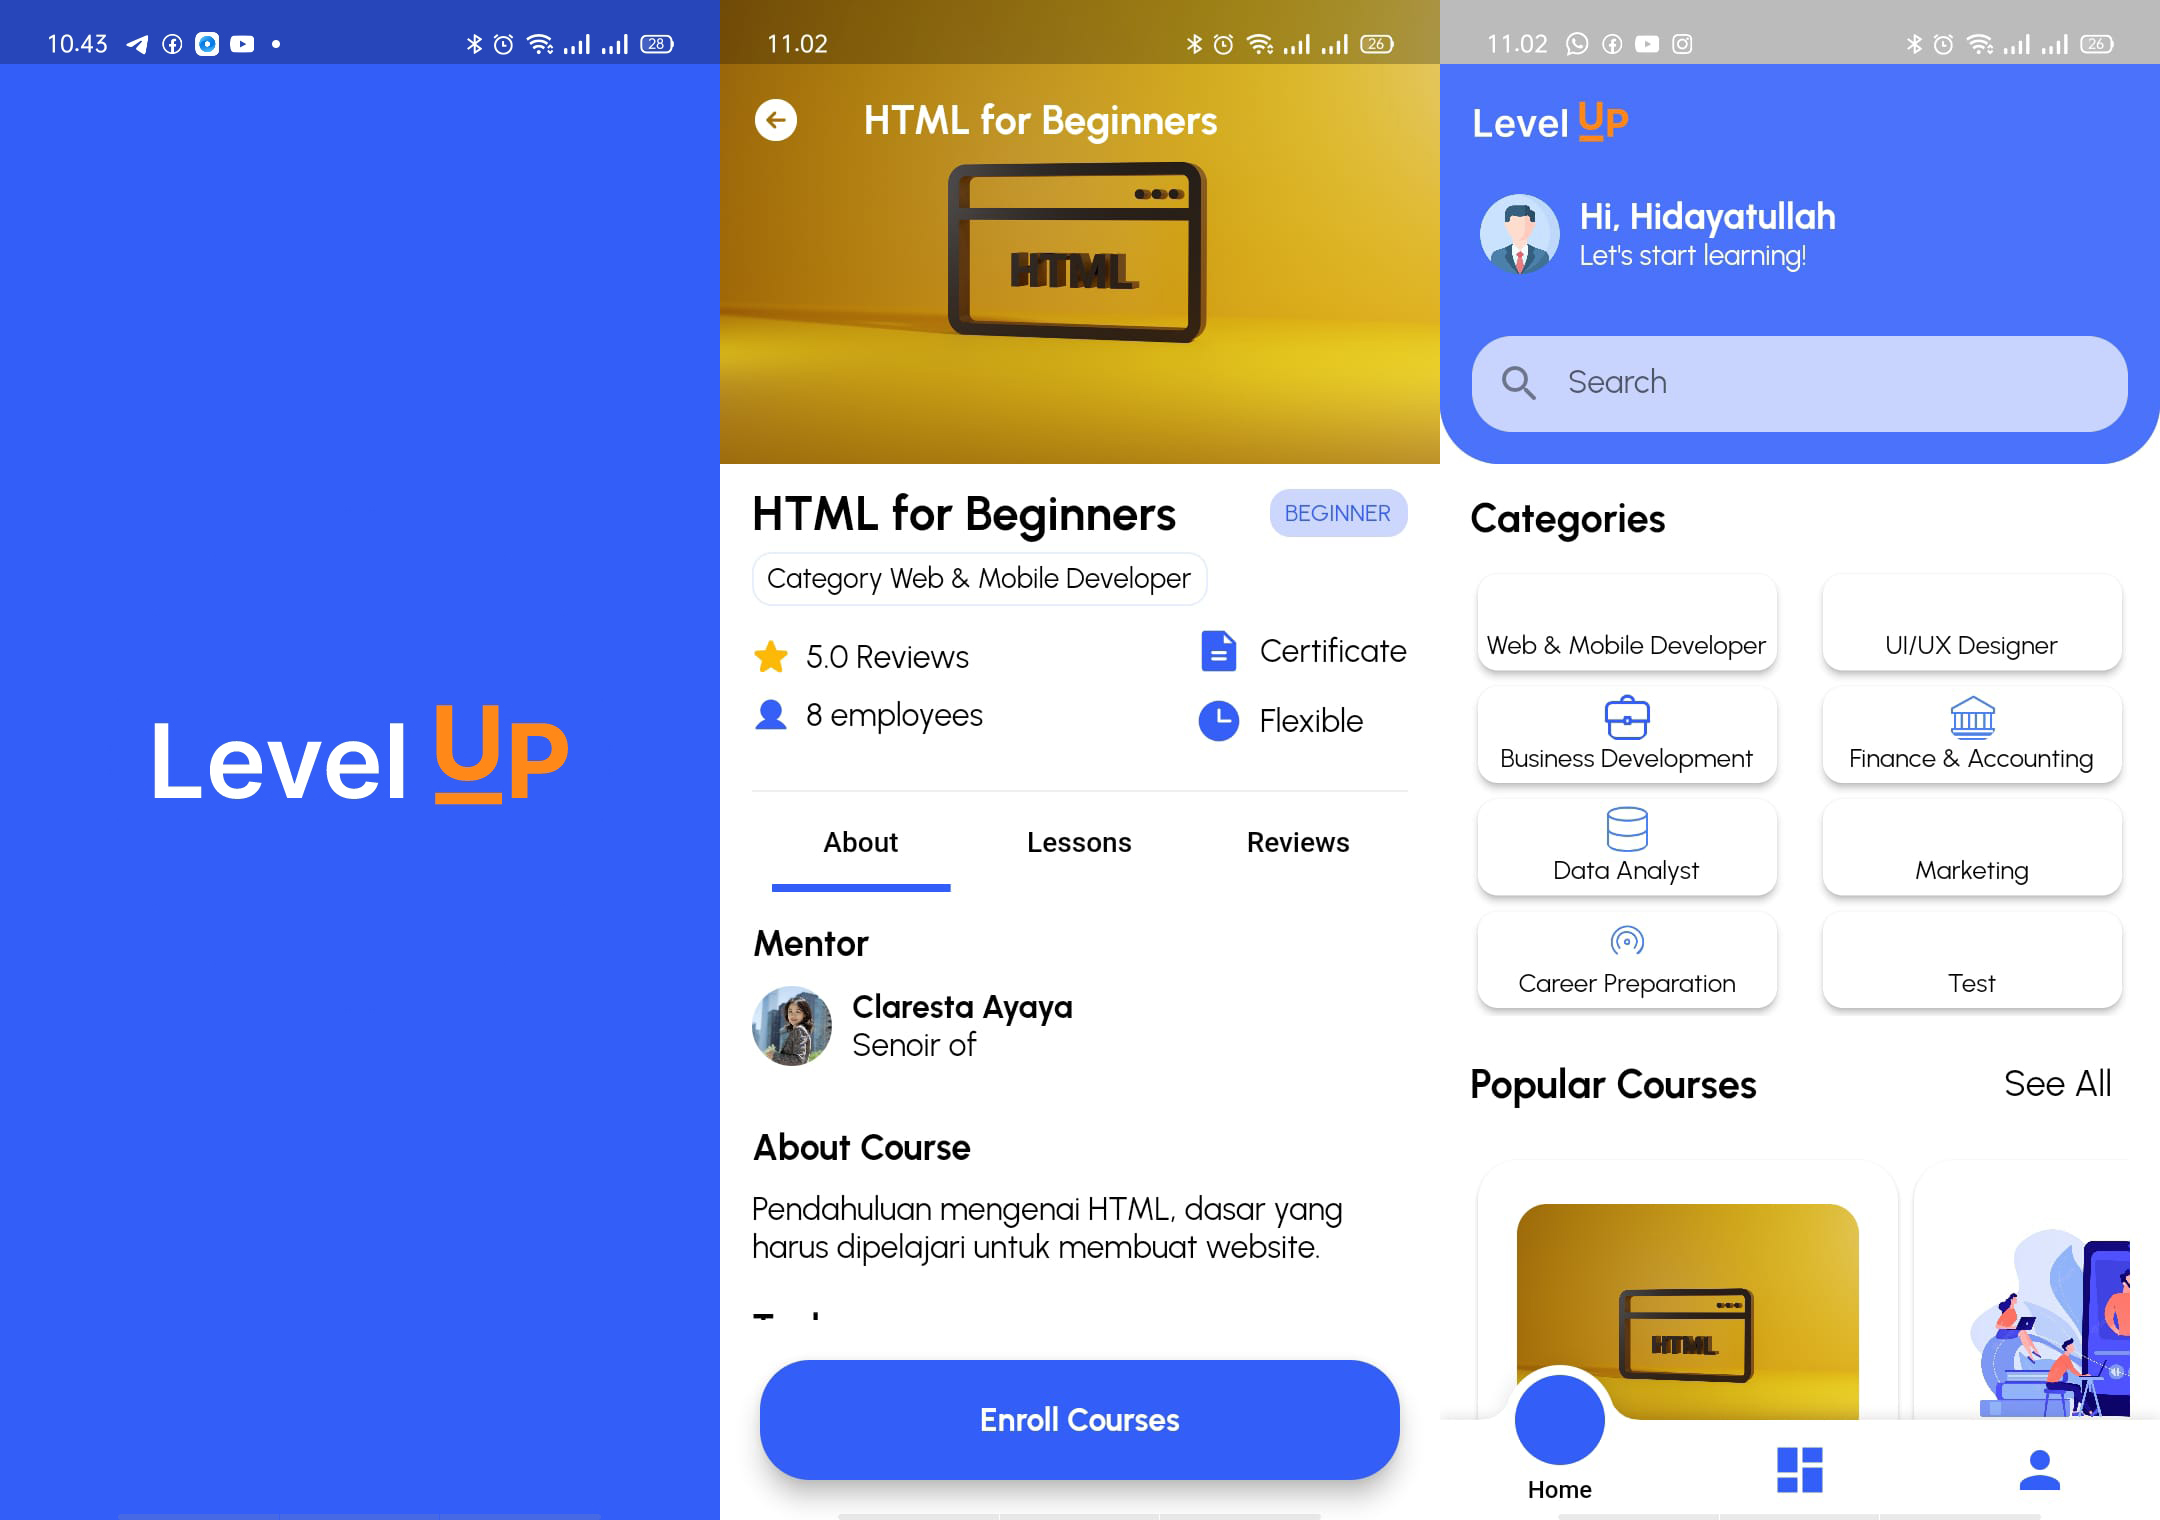 10.43
28
Level UP
11.02
26
HTML for Beginners
HTML
HTML for Beginners
BEGINNER
Category Web & Mobile Developer
5.0 Reviews
Certificate
8 employees
Flexible
About
Lessons
Reviews
Mentor
Claresta Ayaya
Senoir of
About Course
Pendahuluan mengenai HTML, dasar yang
harus dipelajari untuk membuat website.
Enroll Courses
11.02
26
Level UP
Hi, Hidayatullah
Let's start learning!
Search
Categories
Web & Mobile Developer
UI/UX Designer
Business Development
Finance & Accounting
Data Analyst
Marketing
Career Preparation
Test
Popular Courses
See All
HTML
Home